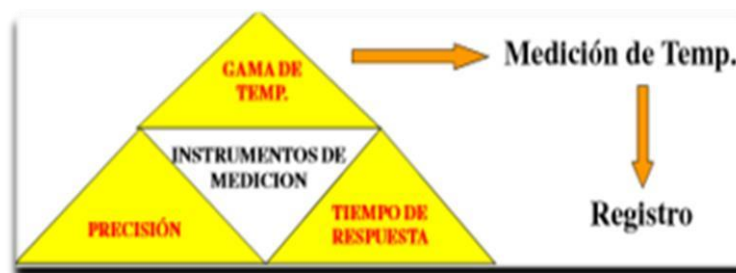 GAMA DE
TEMP.
Medición de Temp.
INSTRUMENTOS DE
MEDICION
PRECISIÓN
TIEMPO DE
RESPUESTA
Registro